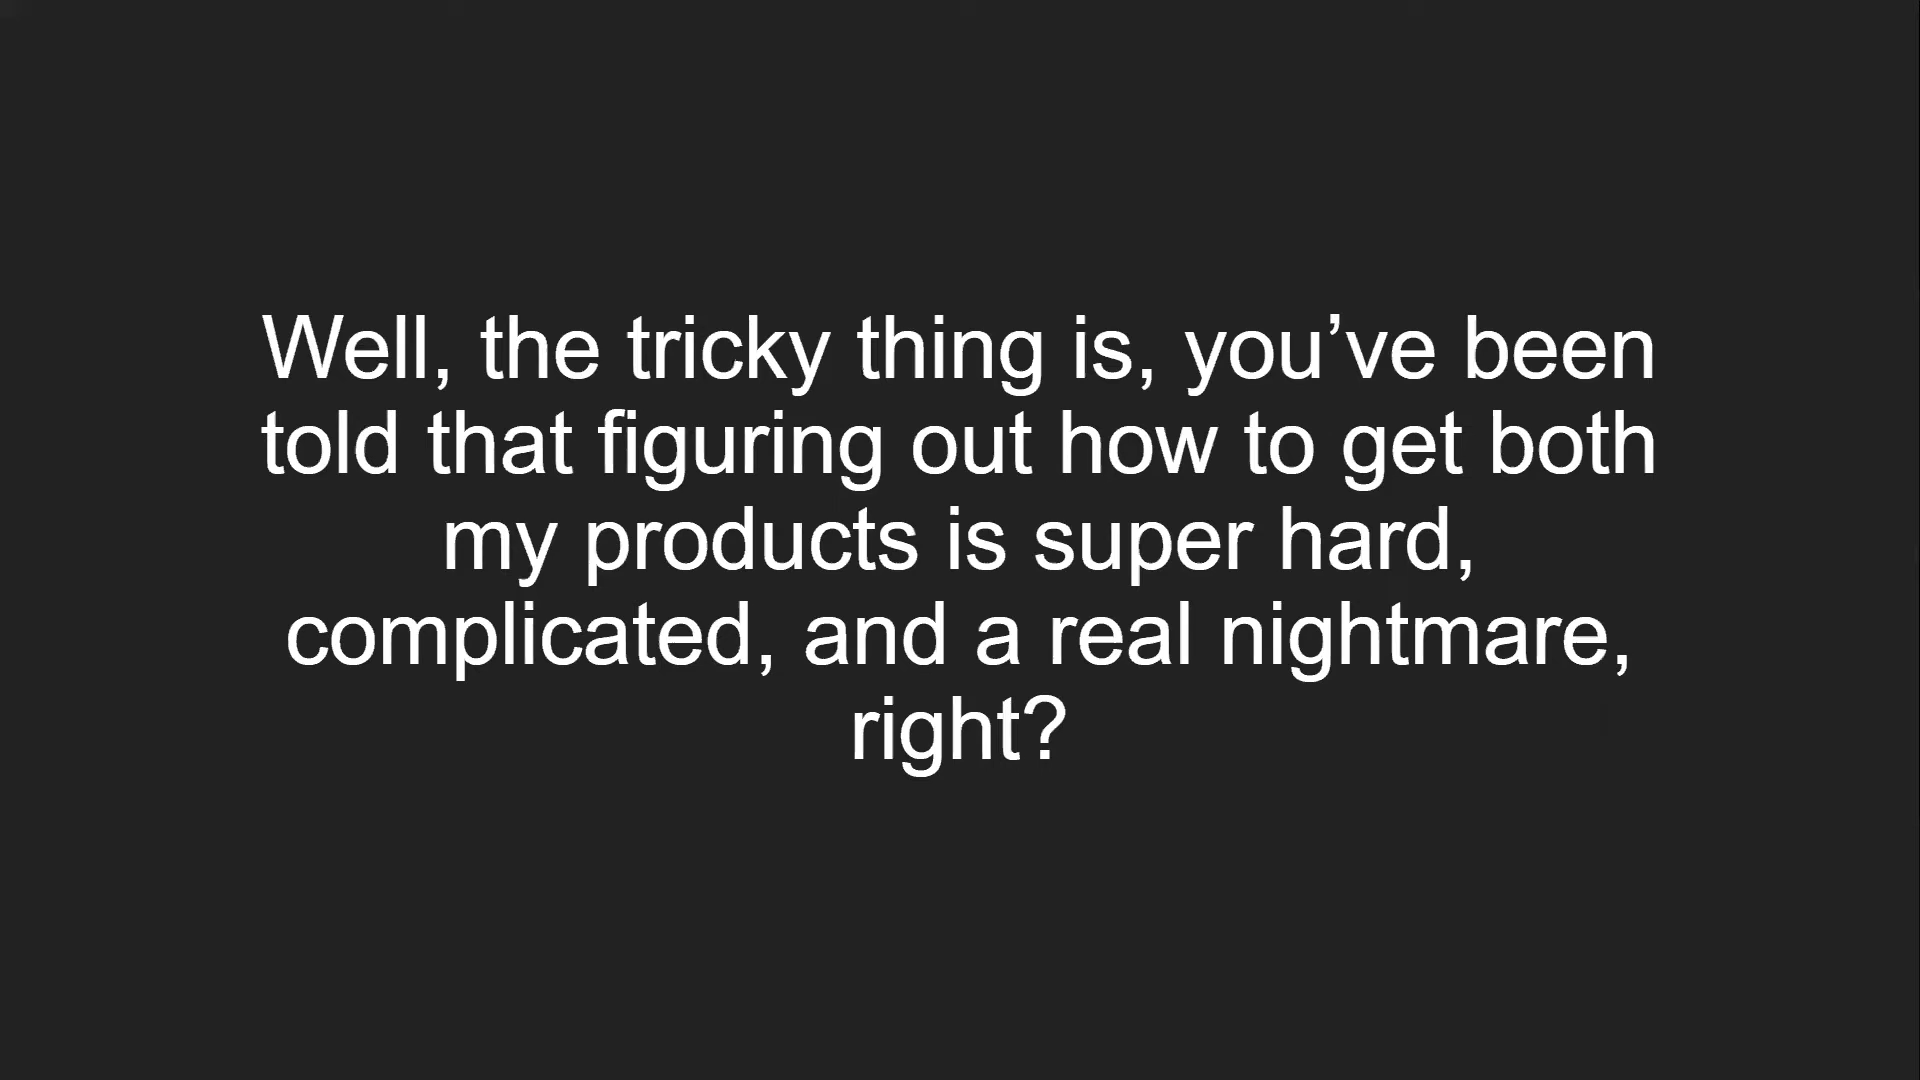 Well, the tricky thing is, you’ve been
told that figuring out how to get both
my products is super hard,
complicated, and a real nightmare,
right?